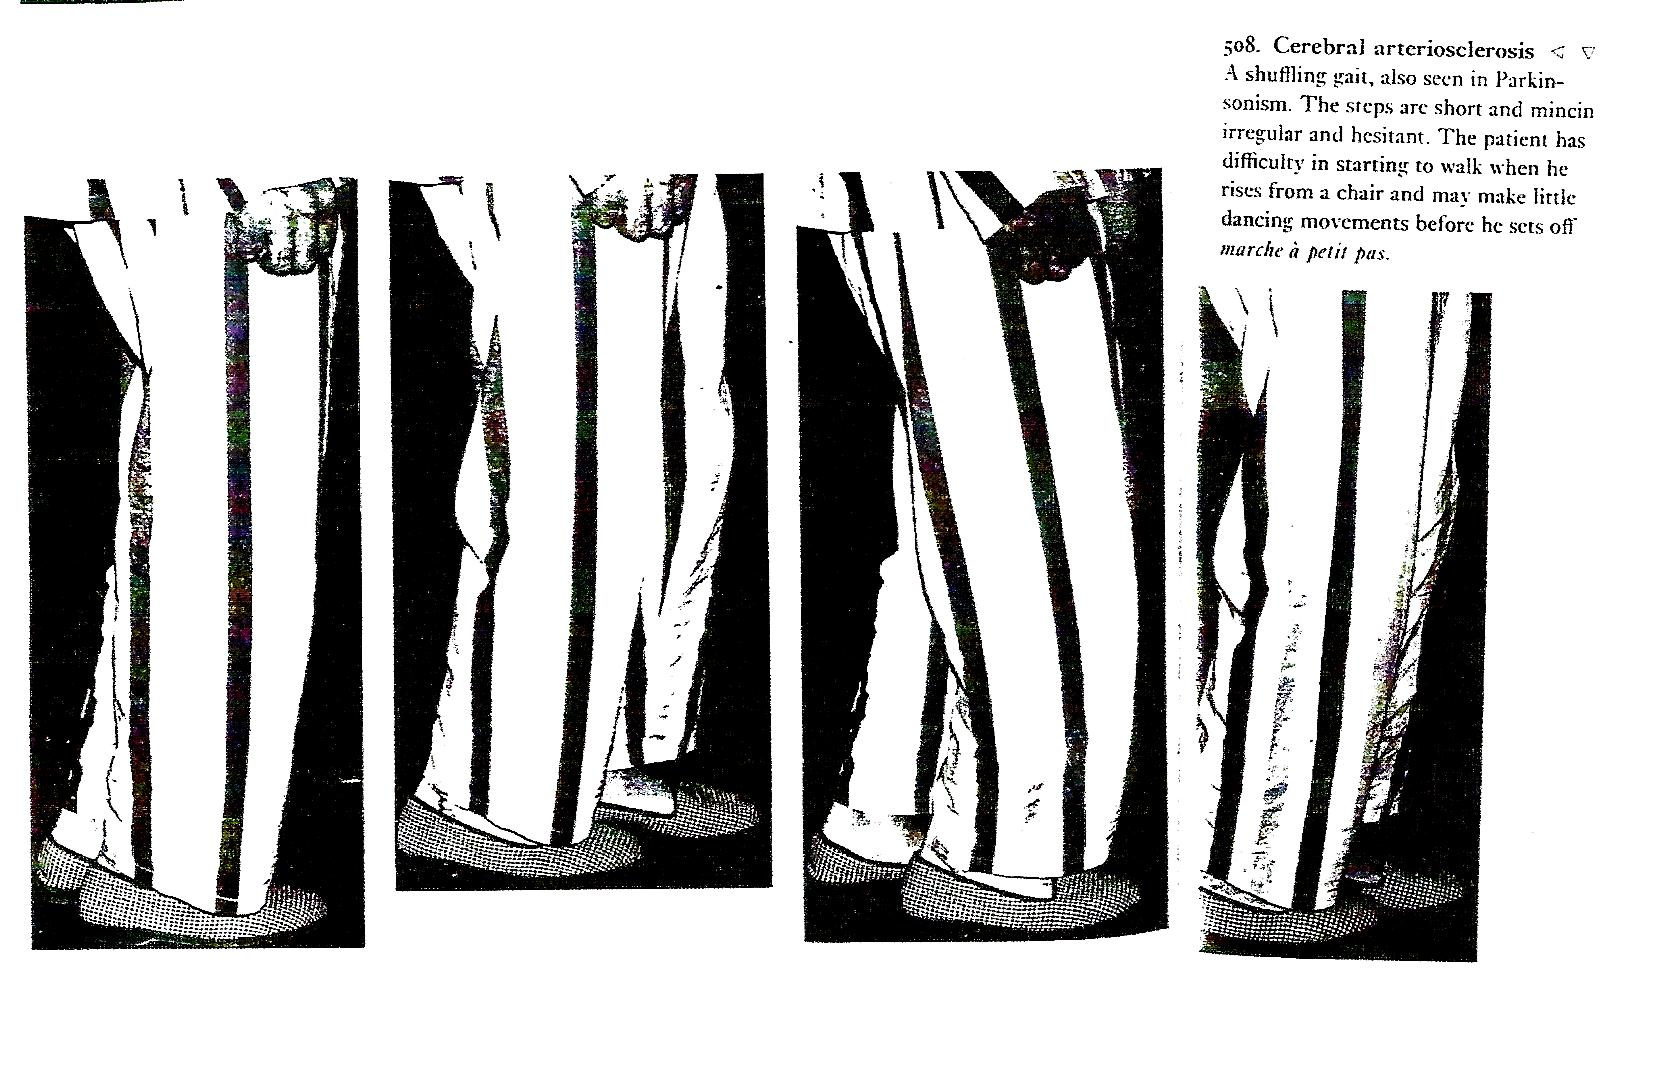 508. Cerebral arteriosclerosis ◁ ▽
A shuffling gait, also seen in Parkin-
sonism. The steps are short and mincin
irregular and hesitant. The patient has
difficulty in starting to walk when he
rises from a chair and may make little
dancing movements before he sets off
marche à petit pas.